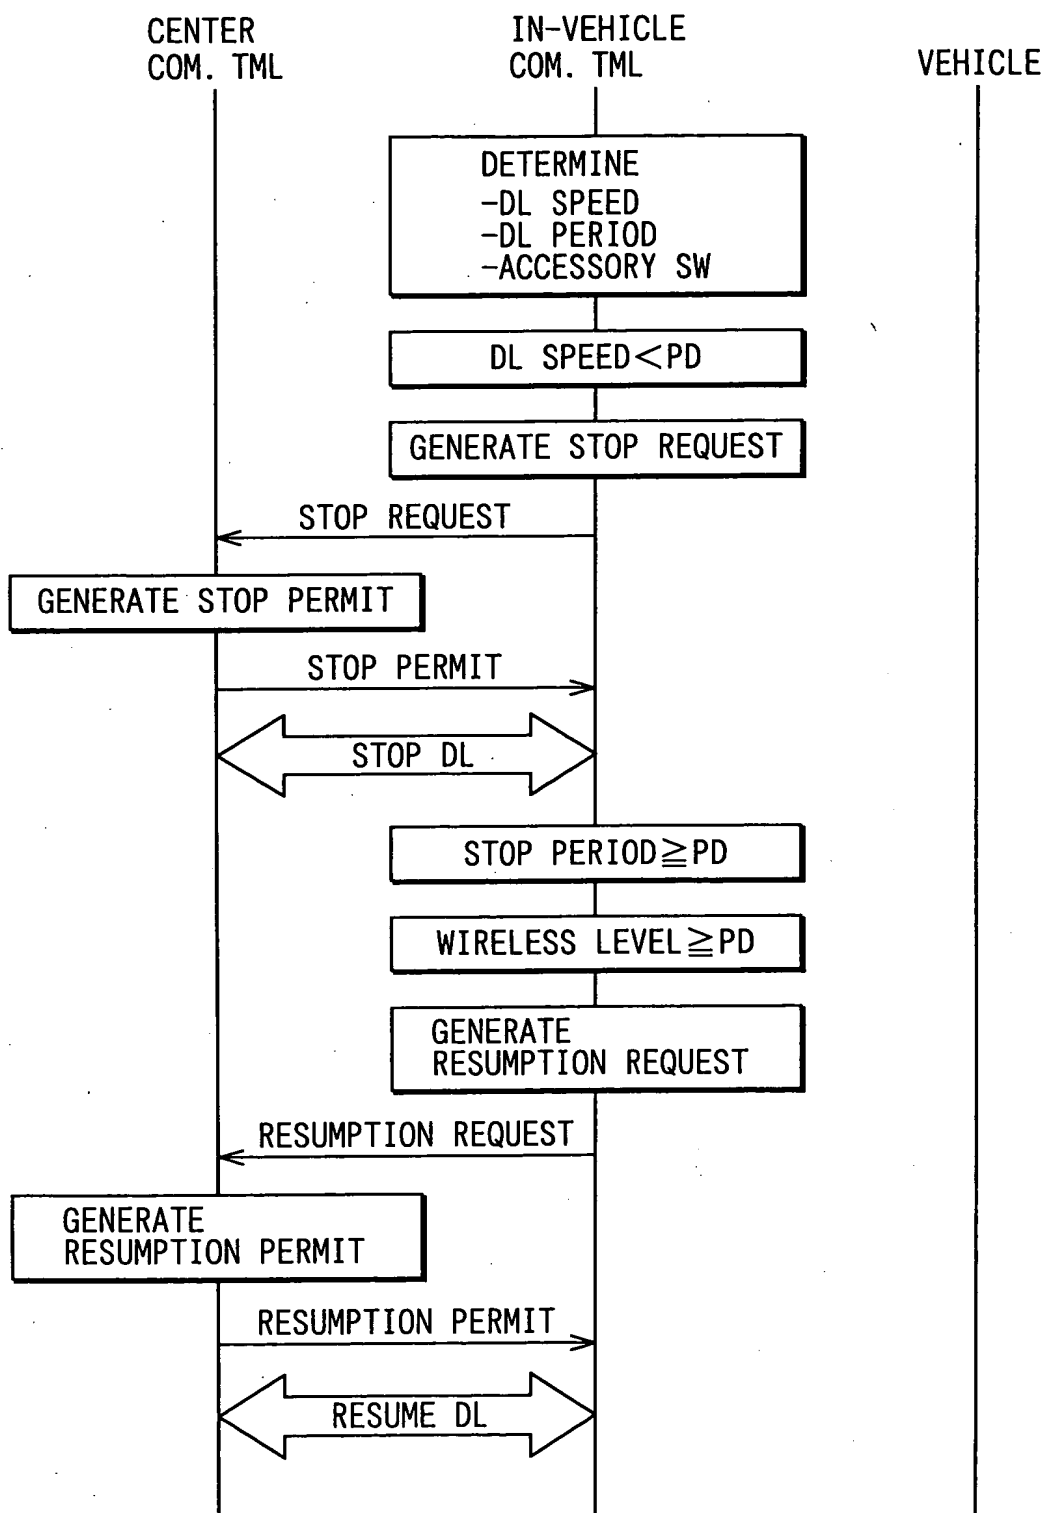 CENTER
COM. TML
IN-VEHICLE
COM. TML
VEHICLE
DETERMINE
-DL SPEED
-DL PERIOD
-ACCESSORY SW
DL SPEED<PD
GENERATE STOP REQUEST
STOP REQUEST
GENERATE STOP PERMIT
STOP PERMIT
STOP DL
STOP PERIOD≧PD
WIRELESS LEVEL≧PD
GENERATE
RESUMPTION REQUEST
RESUMPTION REQUEST
GENERATE
RESUMPTION PERMIT
RESUMPTION PERMIT
RESUME DL